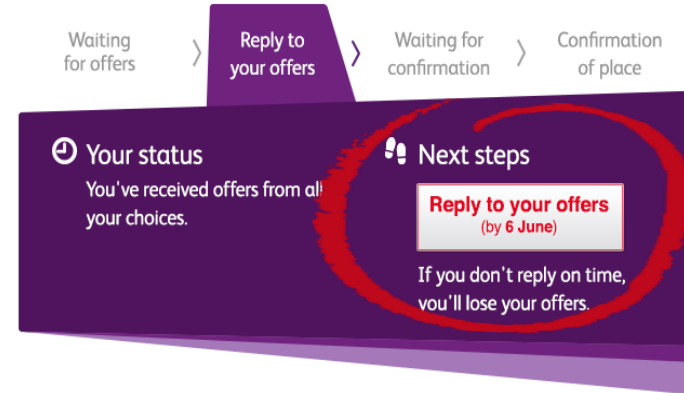 Waiting
for offers
Reply to
your offers
Waiting for
confirmation
Confirmation
of place
Your status
You've received offers from all
your choices.
Next steps
Reply to your offers
(by 6 June)
If you don't reply on time,
you'll lose your offers.